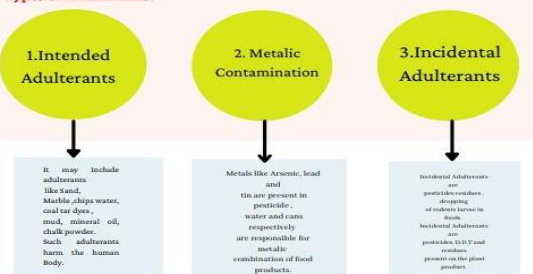 1.Intended
Adulterants
2. Metalic
Contamination
3.Incidental
Adulterants
It may Include
adulterants
like Sand,
Marble ,chips water,
coal tar dyes ,
mud, mineral oil,
chalk powder.
Such adulterants
harm the human
Body.
Metals like Arsenic, lead
and
tin are present in
pesticide ,
water and cans
respectively
are responsible for
metalic
combination of food
products.
Incidental Adulterants
are
pesticides residues ,
dropping
of rodents larvae in
foods.
Incidental Adulterants
are
pesticides, D.D.T and
residues
present on the plant
product